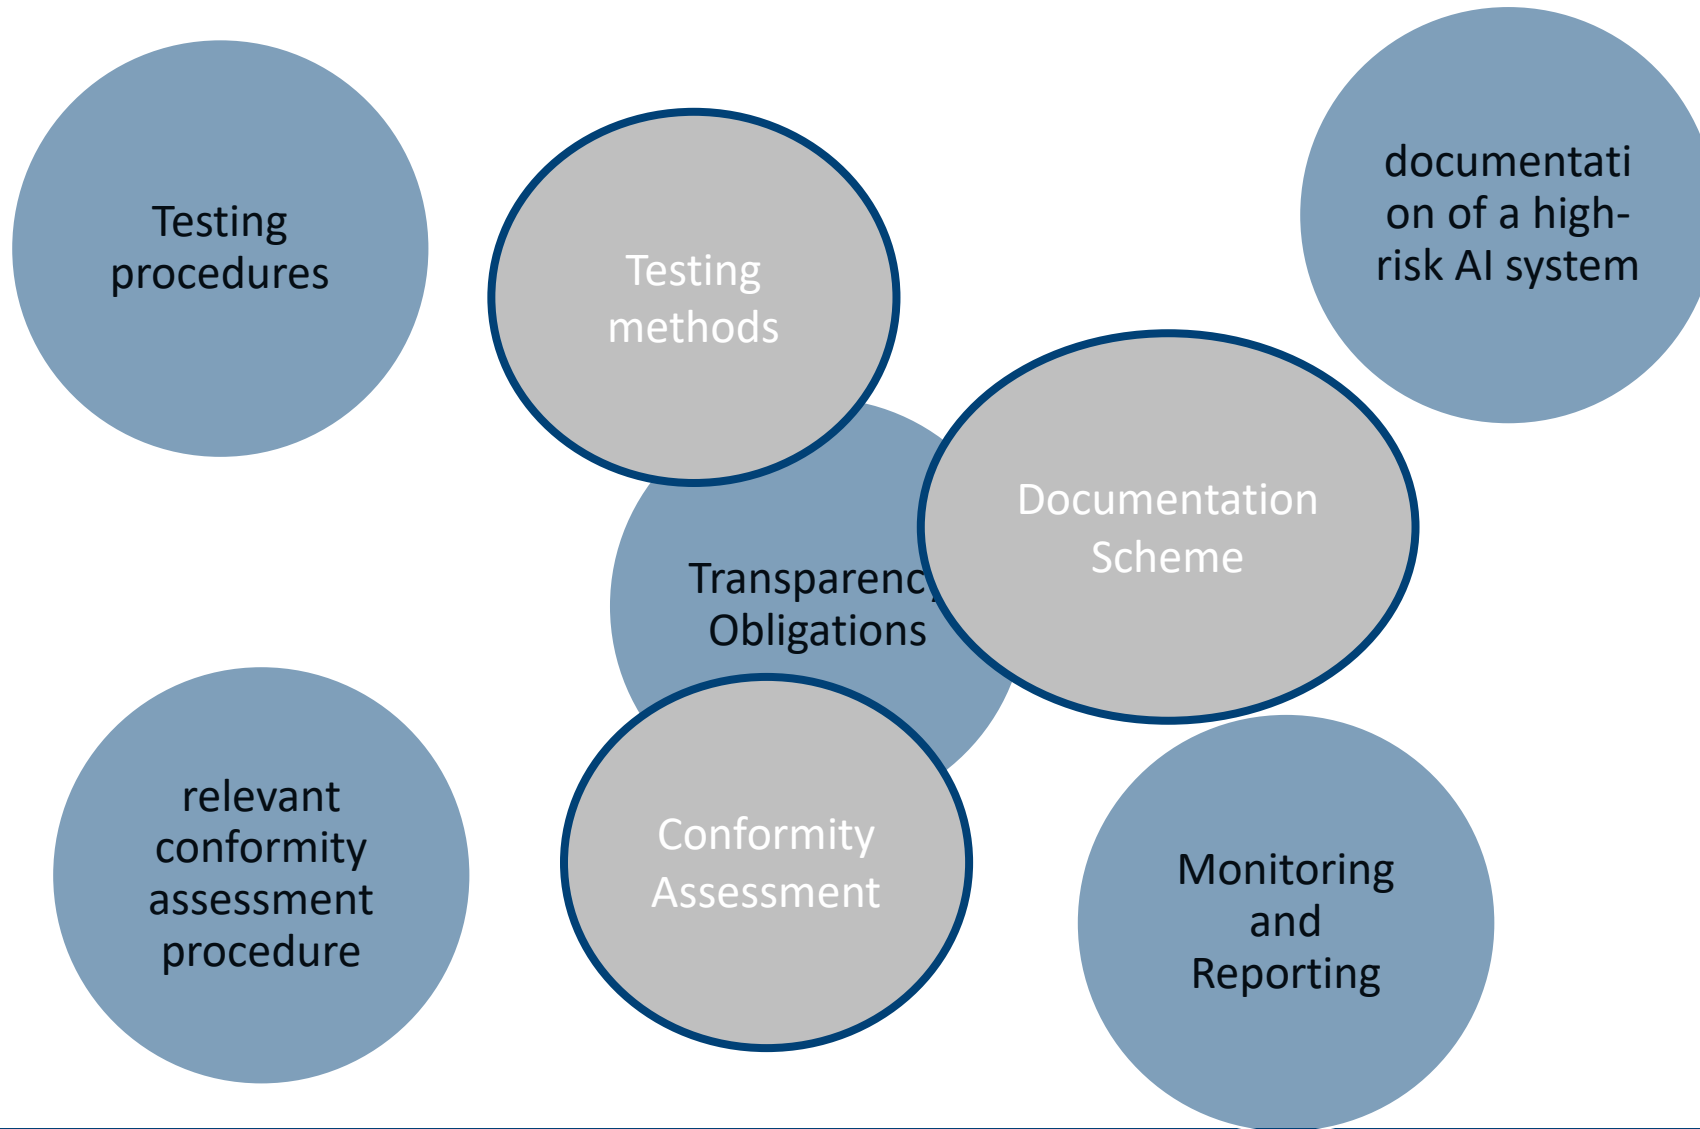 Testing
procedures
Testing
methods
documentati
on of a high-
risk AI system
Documentation
Scheme
Transparency
Obligations
relevant
conformity
assessment
procedure
Conformity
Assessment
Monitoring
and
Reporting